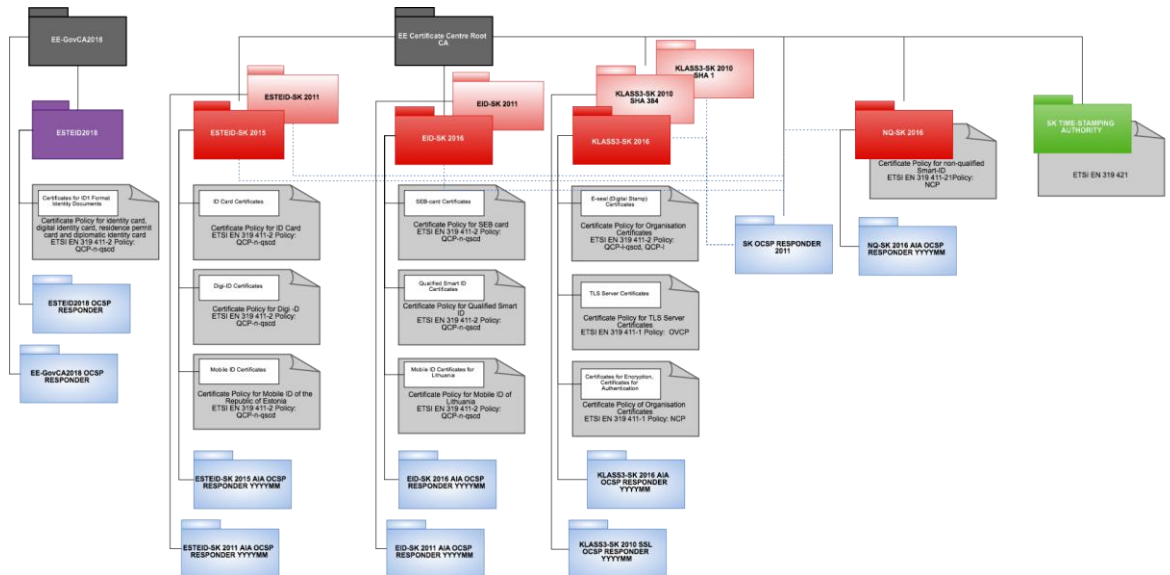 EE-GovCA2018
EE Certificate Centre Root
CA
ESTEID2018
Certificates for ID1 Format
Identity Documents
Certificate Policy for identity card,
digital identity card, residence permit
card and diplomatic identity card
ETSI EN 319 411-2 Policy:
QCP-n-qscd
ESTEID2018 OCSP
RESPONDER
EE-GovCA2018 OCSP
RESPONDER
ESTEID-SK 2011
ESTEID-SK 2015
ID Card Certificates
Certificate Policy for ID Card
ETSI EN 319 411-2 Policy:
QCP-n-qscd
Digi-ID Certificates
Certificate Policy for Digi -D
ETSI EN 319 411-2 Policy:
QCP-n-qscd
Mobile ID Certificates
Certificate Policy for Mobile ID of the
Republic of Estonia
ETSI EN 319 411-2 Policy:
QCP-n-qscd
ESTEID-SK 2015 AIA OCSP
RESPONDER YYYYMM
ESTEID-SK 2011 AIA OCSP
RESPONDER YYYYMM
EID-SK 2011
EID-SK 2016
SEB-card Certificates
Certificate Policy for SEB card
ETSI EN 319 411-2 Policy:
QCP-n-qscd
Qualified Smart ID
Certificates
Certificate Policy for Qualified Smart
ID
ETSI EN 319 411-2 Policy:
QCP-n-qscd
Mobile ID Certificates for
Lithuania
Certificate Policy for Mobile ID of
Lithuania
ETSI EN 319 411-2 Policy:
QCP-n-qscd
EID-SK 2016 AIA OCSP
RESPONDER YYYYMM
EID-SK 2011 AIA OCSP
RESPONDER YYYYMM
KLASS3-SK 2010
SHA 1
KLASS3-SK 2010
SHA 384
KLASS3-SK 2016
E-seal (Digital Stamp)
Certificates
Certificate Policy for Organisation
Certificates
ETSI EN 319 411-2 Policy:
QCP-l-qscd, QCP-l
TLS Server Certificates
Certificate Policy for TLS Server
Certificates
ETSI EN 319 411-1 Policy: OVCP
Certificates for Encryption,
Certificates for
Authentication
Certificate Policy of Organisation
Certificates
ETSI EN 319 411-1 Policy: NCP
KLASS3-SK 2016 AIA
OCSP RESPONDER
YYYYMM
KLASS3-SK 2010 SSL
OCSP RESPONDER
YYYYMM
SK OCSP RESPONDER
2011
NQ-SK 2016
Certificate Policy for non-qualified
Smart-ID
ETSI EN 319 411-21Policy:
NCP
NQ-SK 2016 AIA OCSP
RESPONDER YYYYMM
SK TIME-STAMPING
AUTHORITY
ETSI EN 319 421